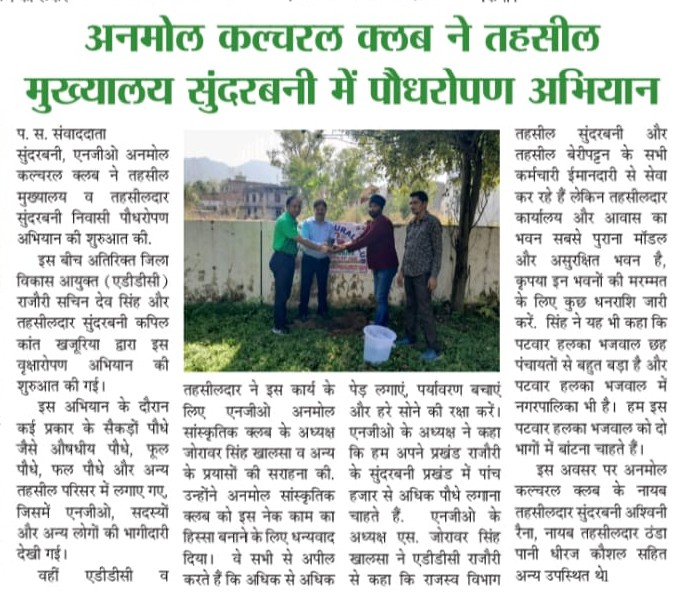 अनमोल कल्चरल क्लब ने तहसील
मुख्यालय सुंदरबनी में पौधरोपण अभियान
प. स. संवाददाता
सुंदरबनी, एनजीओ अनमोल
कल्चरल क्लब ने तहसील
मुख्यालय व तहसीलदार
सुंदरबनी निवासी पौधरोपण
अभियान की शुरुआत की.
इस बीच अतिरिक्त जिला
विकास आयुक्त (एडीडीसी)
राजौरी सचिन देव सिंह और
तहसीलदार सुंदरबनी कपिल
कांत खजूरिया द्वारा इस
वृक्षारोपण अभियान की
शुरुआत की गई।
इस अभियान के दौरान
कई प्रकार के सैकड़ों पौधे
जैसे औषधीय पौधे, फूल
पौधे, फल पौधे और अन्य
तहसील परिसर में लगाए गए,
जिसमें एनजीओ, सदस्यों
और अन्य लोगों की भागीदारी
देखी गई।
वहीं एडीडीसी व
तहसीलदार ने इस कार्य के
लिए एनजीओ अनमोल
सांस्कृतिक क्लब के अध्यक्ष
जोरावर सिंह खालसा व अन्य
के प्रयासों की सराहना की.
उन्होंने अनमोल सांस्कृतिक
क्लब को इस नेक काम का
हिस्सा बनाने के लिए धन्यवाद
दिया। वे सभी से अपील
करते हैं कि अधिक से अधिक
पेड़ लगाएं, पर्यावरण बचाएं
और हरे सोने की रक्षा करें।
एनजीओ के अध्यक्ष ने कहा
कि हम अपने प्रखंड राजौरी
के सुंदरबनी प्रखंड में पांच
हजार से अधिक पौधे लगाना
चाहते हैं. एनजीओ के
अध्यक्ष एस. जोरावर सिंह
खालसा ने एडीडीसी राजौरी
से कहा कि राजस्व विभाग
तहसील सुंदरबनी और
तहसील बेरीपट्टन के सभी
कर्मचारी ईमानदारी से सेवा
कर रहे हैं लेकिन तहसीलदार
कार्यालय और आवास का
भवन सबसे पुराना मॉडल
और असुरक्षित भवन है,
कृपया इन भवनों की मरम्मत
के लिए कुछ धनराशि जारी
करें. सिंह ने यह भी कहा कि
पटवार हलका भजवाल छह
पंचायतों से बहुत बड़ा है और
पटवार हलका भजवाल में
नगरपालिका भी है। हम इस
पटवार हलका भजवाल को दो
भागों में बांटना चाहते हैं।
इस अवसर पर अनमोल
कल्चरल क्लब के नायब
तहसीलदार सुंदरबनी अश्विनी
रैना, नायब तहसीलदार ठंडा
पानी धीरज कौशल सहित
अन्य उपस्थित थे।